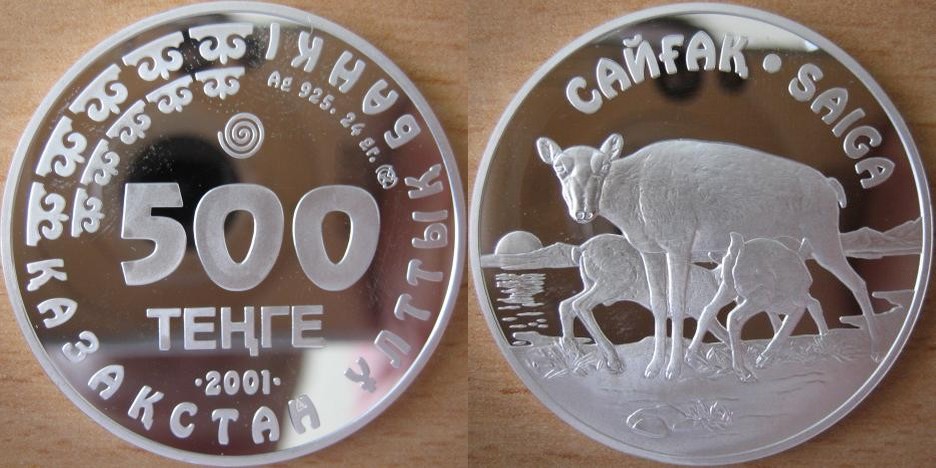 ҚАЗАҚСТАН ҰЛТТЫҚ БАНКІ
Ag 925. 24 gr.
500
ТЕҢГЕ
·2001·
САЙҒАҚ • SAIGA